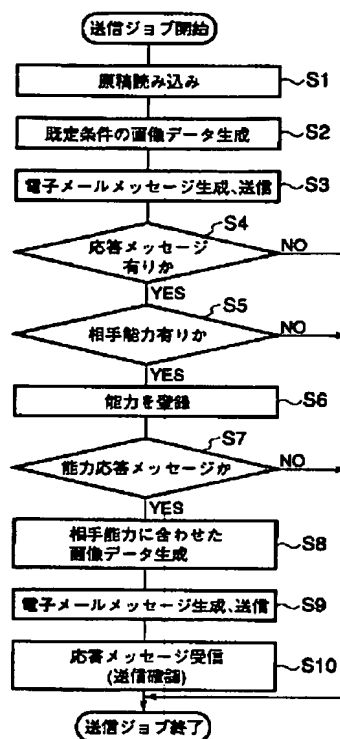 送信ジョブ開始
原稿読み込み
S1
既定条件の画像データ生成
S2
電子メールメッセージ生成、送信
S3
S4
応答メッセージ
有りか
NO
YES
S5
相手能力有りか
NO
YES
能力を登録
S6
S7
能力応答メッセージか
NO
YES
相手能力に合わせた
画像データ生成
S8
電子メールメッセージ生成、送信
S9
応答メッセージ受信
(送信確認)
S10
送信ジョブ終了